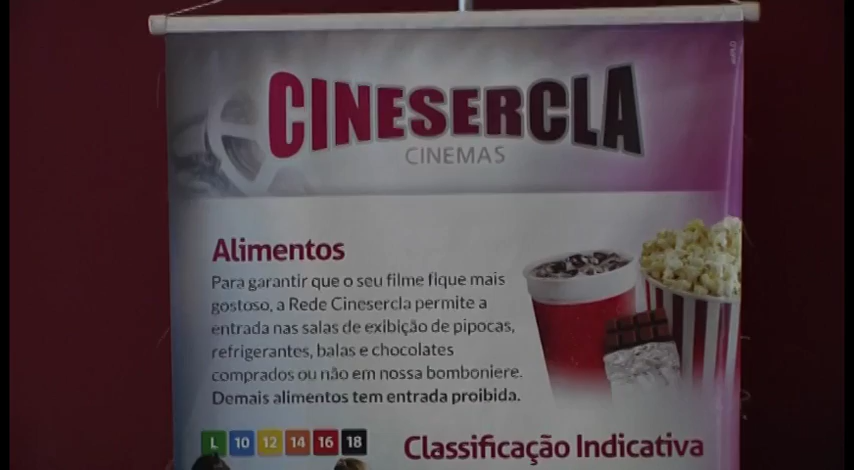 CINESERCLA
CINEMAS
Alimentos
Para garantir que o seu filme fique mais
gostoso, a Rede Cinesercla permite a
entrada nas salas de exibição de pipocas,
refrigerantes, balas e chocolates
comprados ou não em nossa bomboniere.
Demais alimentos tem entrada proibida.
L 10 12 14 16 18
Classificação Indicativa